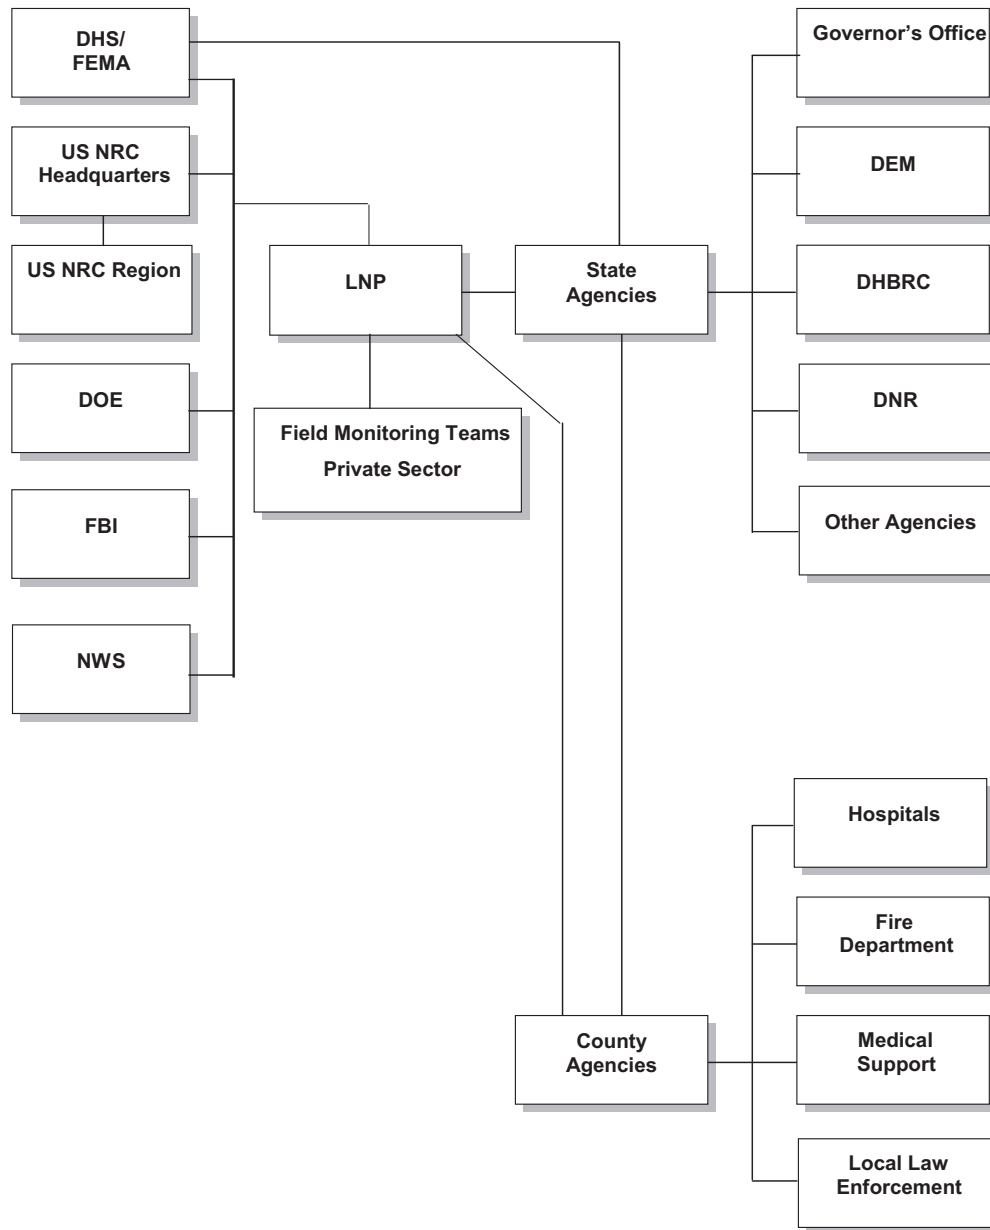 DHS/
FEMA
US NRC
Headquarters
US NRC Region
DOE
FBI
NWS
LNP
Field Monitoring Teams
Private Sector
State
Agencies
Governor's Office
DEM
DHBRC
DNR
Other Agencies
County
Agencies
Hospitals
Fire
Department
Medical
Support
Local Law
Enforcement